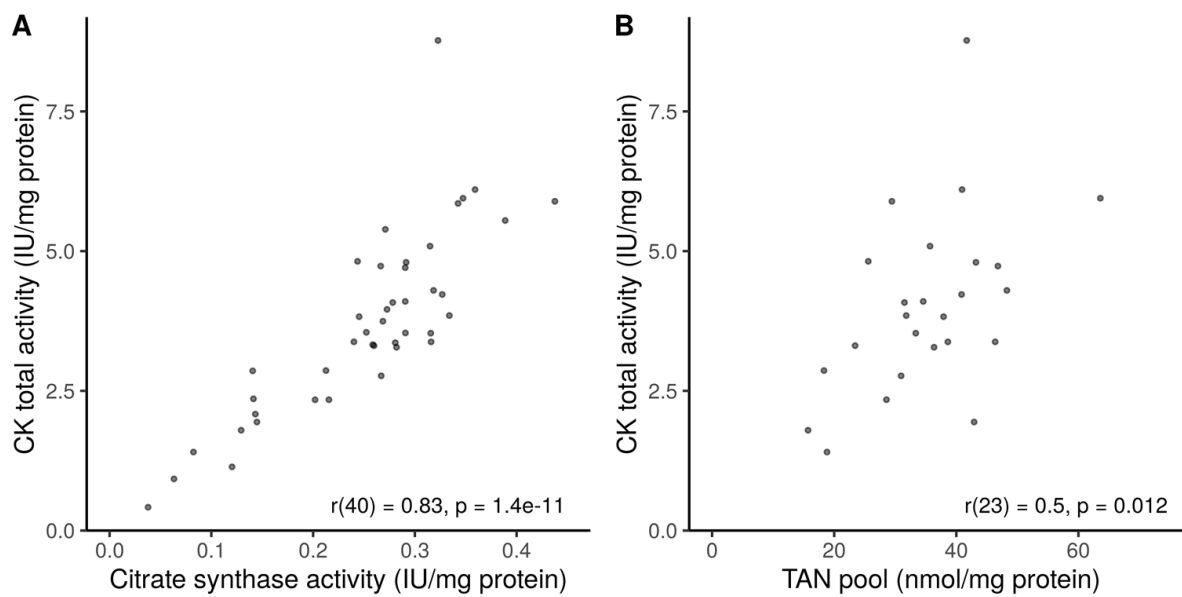 A
CK total activity (IU/mg protein)
7.5
5.0
2.5
0.0
r(40) = 0.83, p = 1.4e-11
0.0 0.1 0.2 0.3 0.4
Citrate synthase activity (IU/mg protein)
B
CK total activity (IU/mg protein)
7.5
5.0
2.5
0.0
r(23) = 0.5, p = 0.012
0 20 40 60
TAN pool (nmol/mg protein)